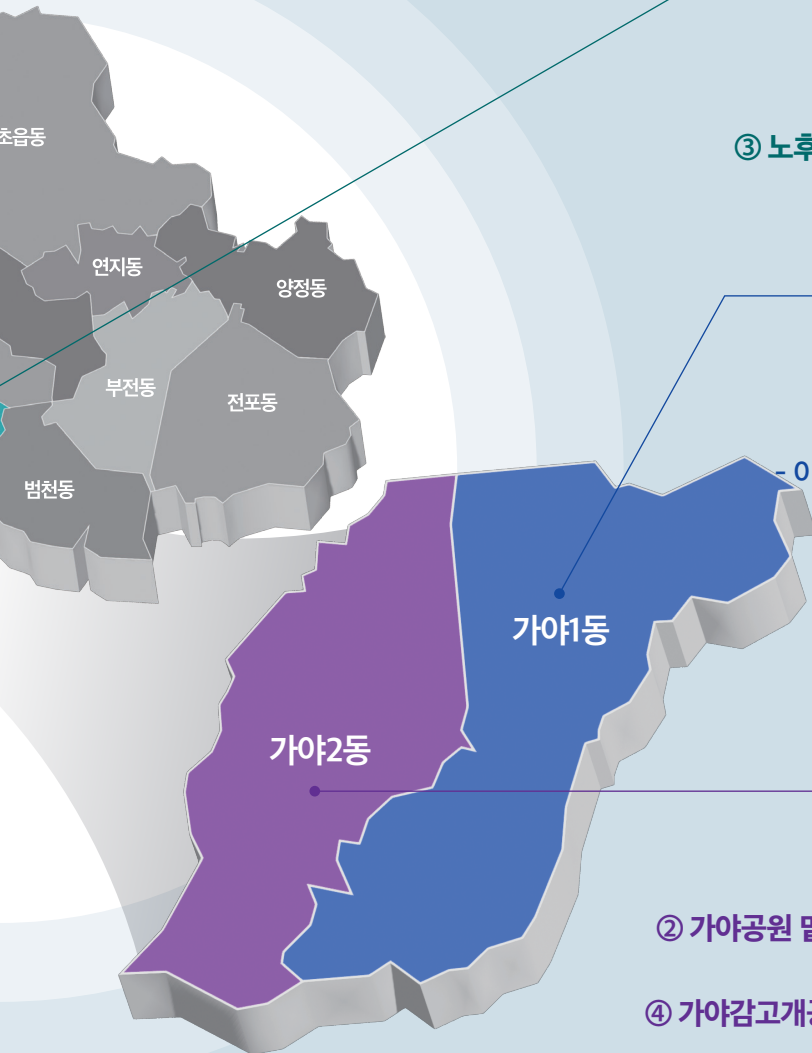 초읍동
③ 노후
연지동
양정동
부전동
전포동
범천동
가야1동
가야2동
② 가야공원 및
④ 가야감고개공